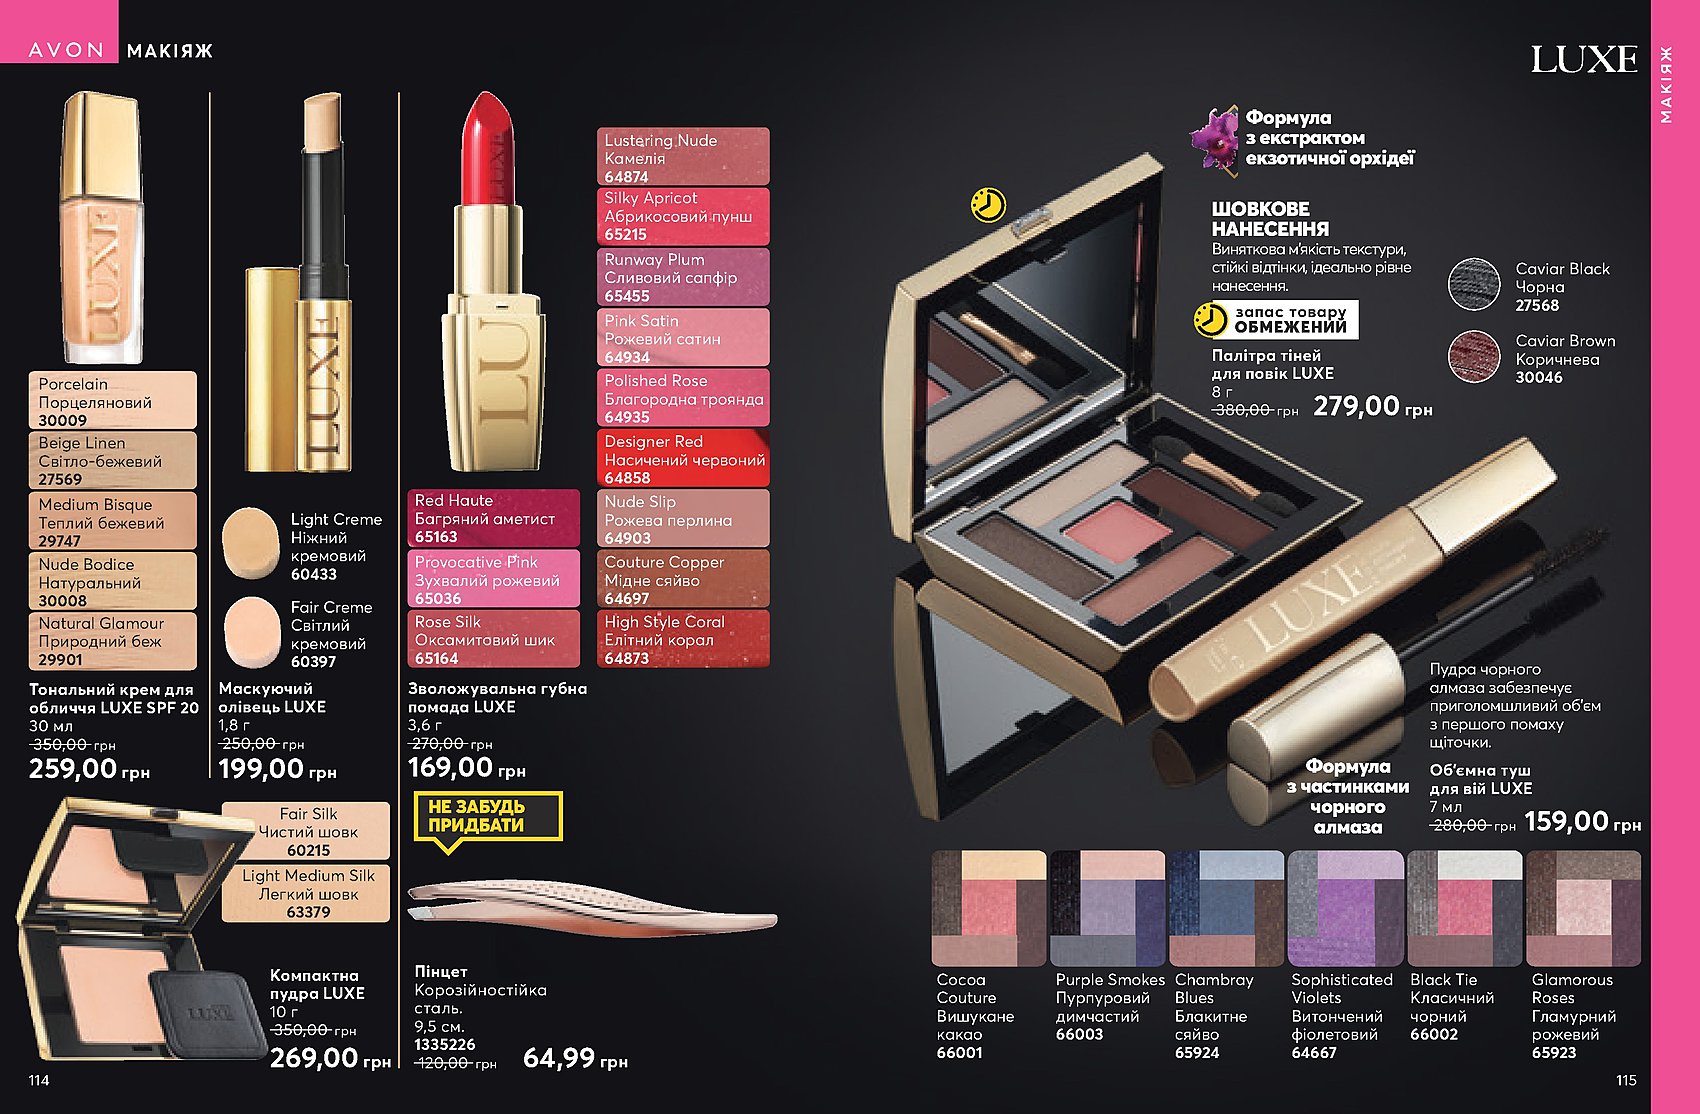 AVON МАКІЯЖ
LUXE
LUXE
LUXE
LU
Porcelain
Порцеляновий
30009
Beige Linen
Світло-бежевий
27569
Medium Bisque
Теплий бежевий
29747
Nude Bodice
Натуральний
30008
Natural Glamour
Природний беж
29901
Тональний крем для
обличчя LUXE SPF 20
30 мл
350,00 грн
259,00 грн
Light Creme
Ніжний
кремовий
60433
Fair Creme
Світлий
кремовий
60397
Маскуючий
олівець LUXE
1,8 г
250,00 грн
199,00 грн
Red Haute
Багряний аметист
65163
Provocative Pink
Зухвалий рожевий
65036
Rose Silk
Оксамитовий шик
65164
Lustering Nude
Камелія
64874
Silky Apricot
Абрикосовий пунш
65215
Runway Plum
Сливовий сапфір
65455
Pink Satin
Рожевий сатин
64934
Polished Rose
Благородна троянда
64935
Designer Red
Насичений червоний
64858
Nude Slip
Рожева перлина
64903
Couture Copper
Мідне сяйво
64697
High Style Coral
Елітний корал
64873
Зволожувальна губна
помада LUXE
3,6 г
270,00 грн
169,00 грн
Fair Silk
Чистий шовк
60215
Light Medium Silk
Легкий шовк
63379
LUXE
Компактна
пудра LUXE
10 г
350,00 грн
269,00 грн
НЕ ЗАБУДЬ
ПРИДБАТИ
Пінцет
Корозійностійка
сталь.
9,5 см.
1335226
120,00 грн
64,99 грн
114
LUXE
МАКІЯЖ
Формула
з екстрактом
екзотичної орхідеї
ШОВКОВЕ
НАНЕСЕННЯ
Виняткова м'якість текстури,
стійкі відтінки, ідеально рівне
нанесення.
запас товару
ОБМЕЖЕНИЙ
Палітра тіней
для повік LUXE
8 г
380,00 грн 279,00 грн
Caviar Black
Чорна
27568
Caviar Brown
Коричнева
30046
LUXE
Пудра чорного
алмаза забезпечує
приголомшливий об'єм
з першого помаху
щіточки.
Формула
з частинками
чорного
алмаза
Об'ємна туш
для вій LUXE
7 мл
280,00 грн 159,00 грн
Cocoa
Couture
Вишукане
какао
66001
Purple Smokes
Пурпуровий
димчастий
66003
Chambray
Blues
Блакитне
сяйво
65924
Sophisticated
Violets
Витончений
фіолетовий
64667
Black Tie
Класичний
чорний
66002
Glamorous
Roses
Гламурний
рожевий
65923
115